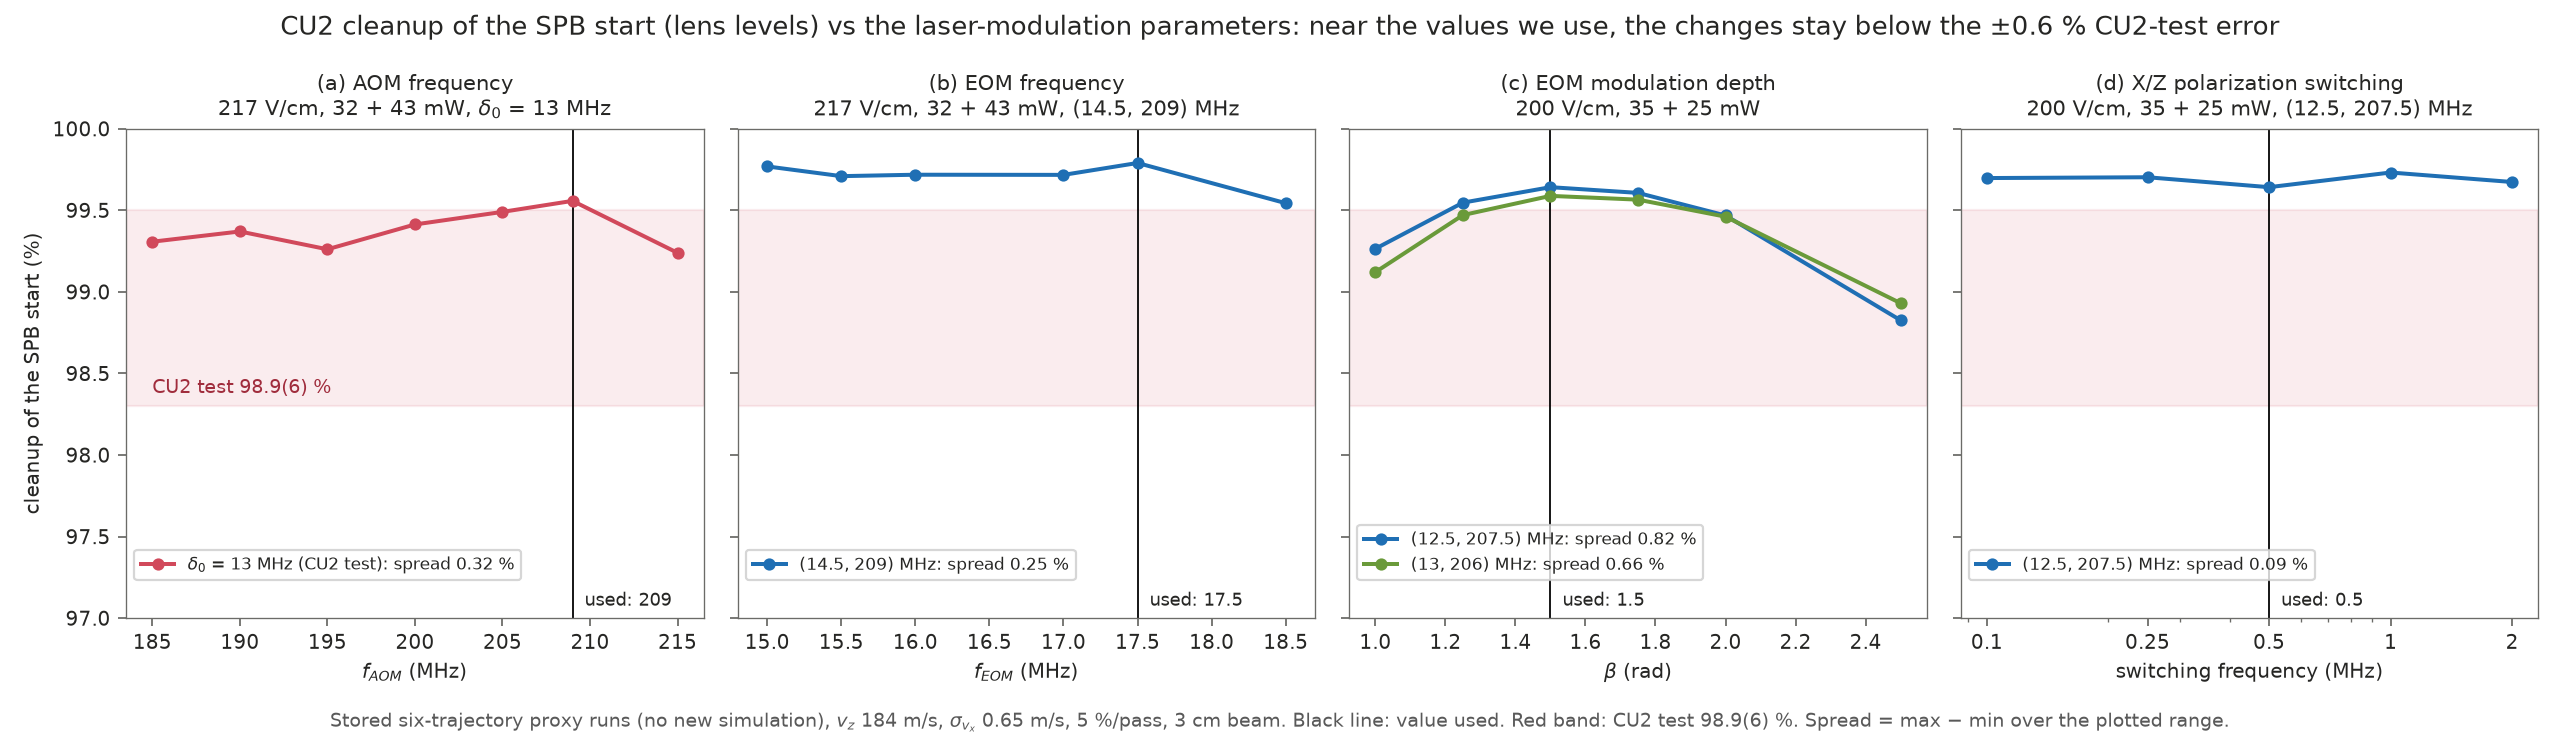 CU2 cleanup of the SPB start (lens levels) vs the laser-modulation parameters: near the values we use, the changes stay below the ±0.6 % CU2-test error
(a) AOM frequency
217 V/cm, 32 + 43 mW, δ₀ = 13 MHz
cleanup of the SPB start (%)
100.0
99.5
99.0
98.5
98.0
97.5
97.0
CU2 test 98.9(6) %
δ₀ = 13 MHz (CU2 test): spread 0.32 %
used: 209
185 190 195 200 205 210 215
f_AOM (MHz)
(b) EOM frequency
217 V/cm, 32 + 43 mW, (14.5, 209) MHz
(14.5, 209) MHz: spread 0.25 %
used: 17.5
15.0 15.5 16.0 16.5 17.0 17.5 18.0 18.5
f_EOM (MHz)
(c) EOM modulation depth
200 V/cm, 35 + 25 mW
(12.5, 207.5) MHz: spread 0.82 %
(13, 206) MHz: spread 0.66 %
used: 1.5
1.0 1.2 1.4 1.6 1.8 2.0 2.2 2.4
β (rad)
(d) X/Z polarization switching
200 V/cm, 35 + 25 mW, (12.5, 207.5) MHz
(12.5, 207.5) MHz: spread 0.09 %
used: 0.5
0.1 0.25 0.5 1 2
switching frequency (MHz)
Stored six-trajectory proxy runs (no new simulation), v_z 184 m/s, σ_{v_x} 0.65 m/s, 5 %/pass, 3 cm beam. Black line: value used. Red band: CU2 test 98.9(6) %. Spread = max − min over the plotted range.